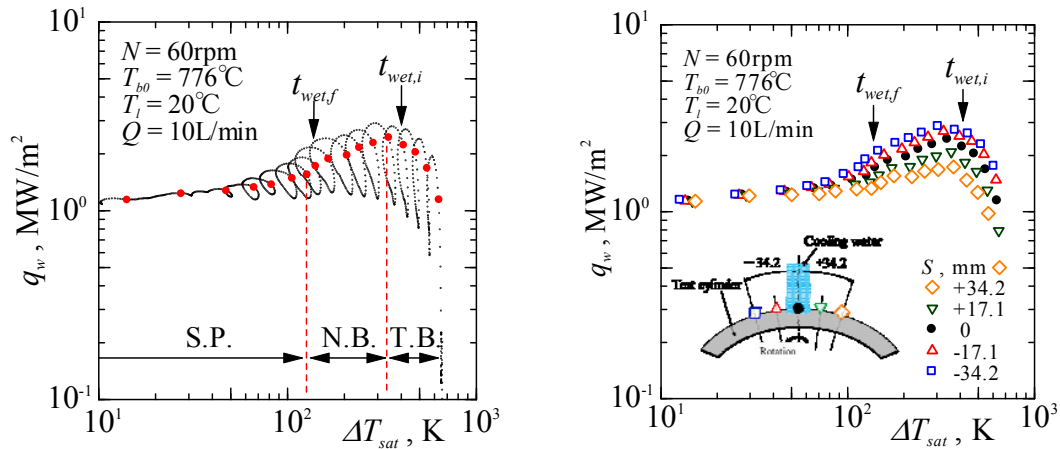 10¹
N = 60rpm
T_b0 = 776℃
T_l = 20℃
Q = 10L/min
t_wet,f
t_wet,i
10⁰
q_w , MW/m²
S.P.
N.B.
T.B.
10⁻¹
10¹
10²
10³
ΔT_sat , K
10¹
N = 60rpm
T_b0 = 776℃
T_l = 20℃
Q = 10L/min
t_wet,f
t_wet,i
10⁰
q_w , MW/m²
Cooling water
−34.2
+34.2
Test cylinder
Rotation
S , mm
+34.2
+17.1
0
-17.1
-34.2
10⁻¹
10¹
10²
10³
ΔT_sat , K